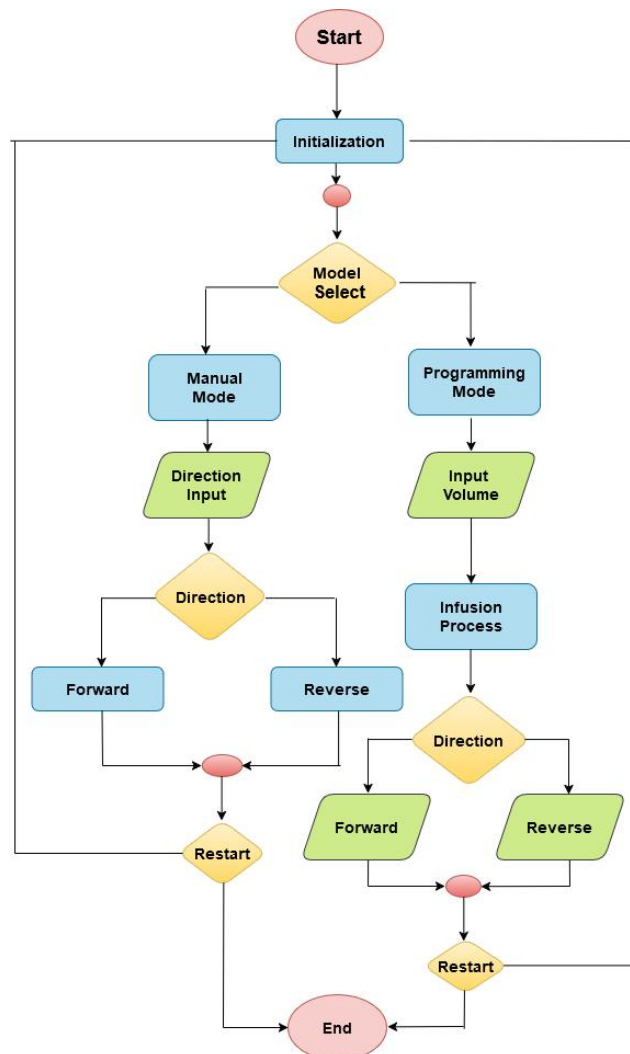 Start
Initialization
Model
Select
Manual
Mode
Programming
Mode
Direction
Input
Input
Volume
Direction
Infusion
Process
Forward
Reverse
Direction
Forward
Reverse
Restart
Restart
End